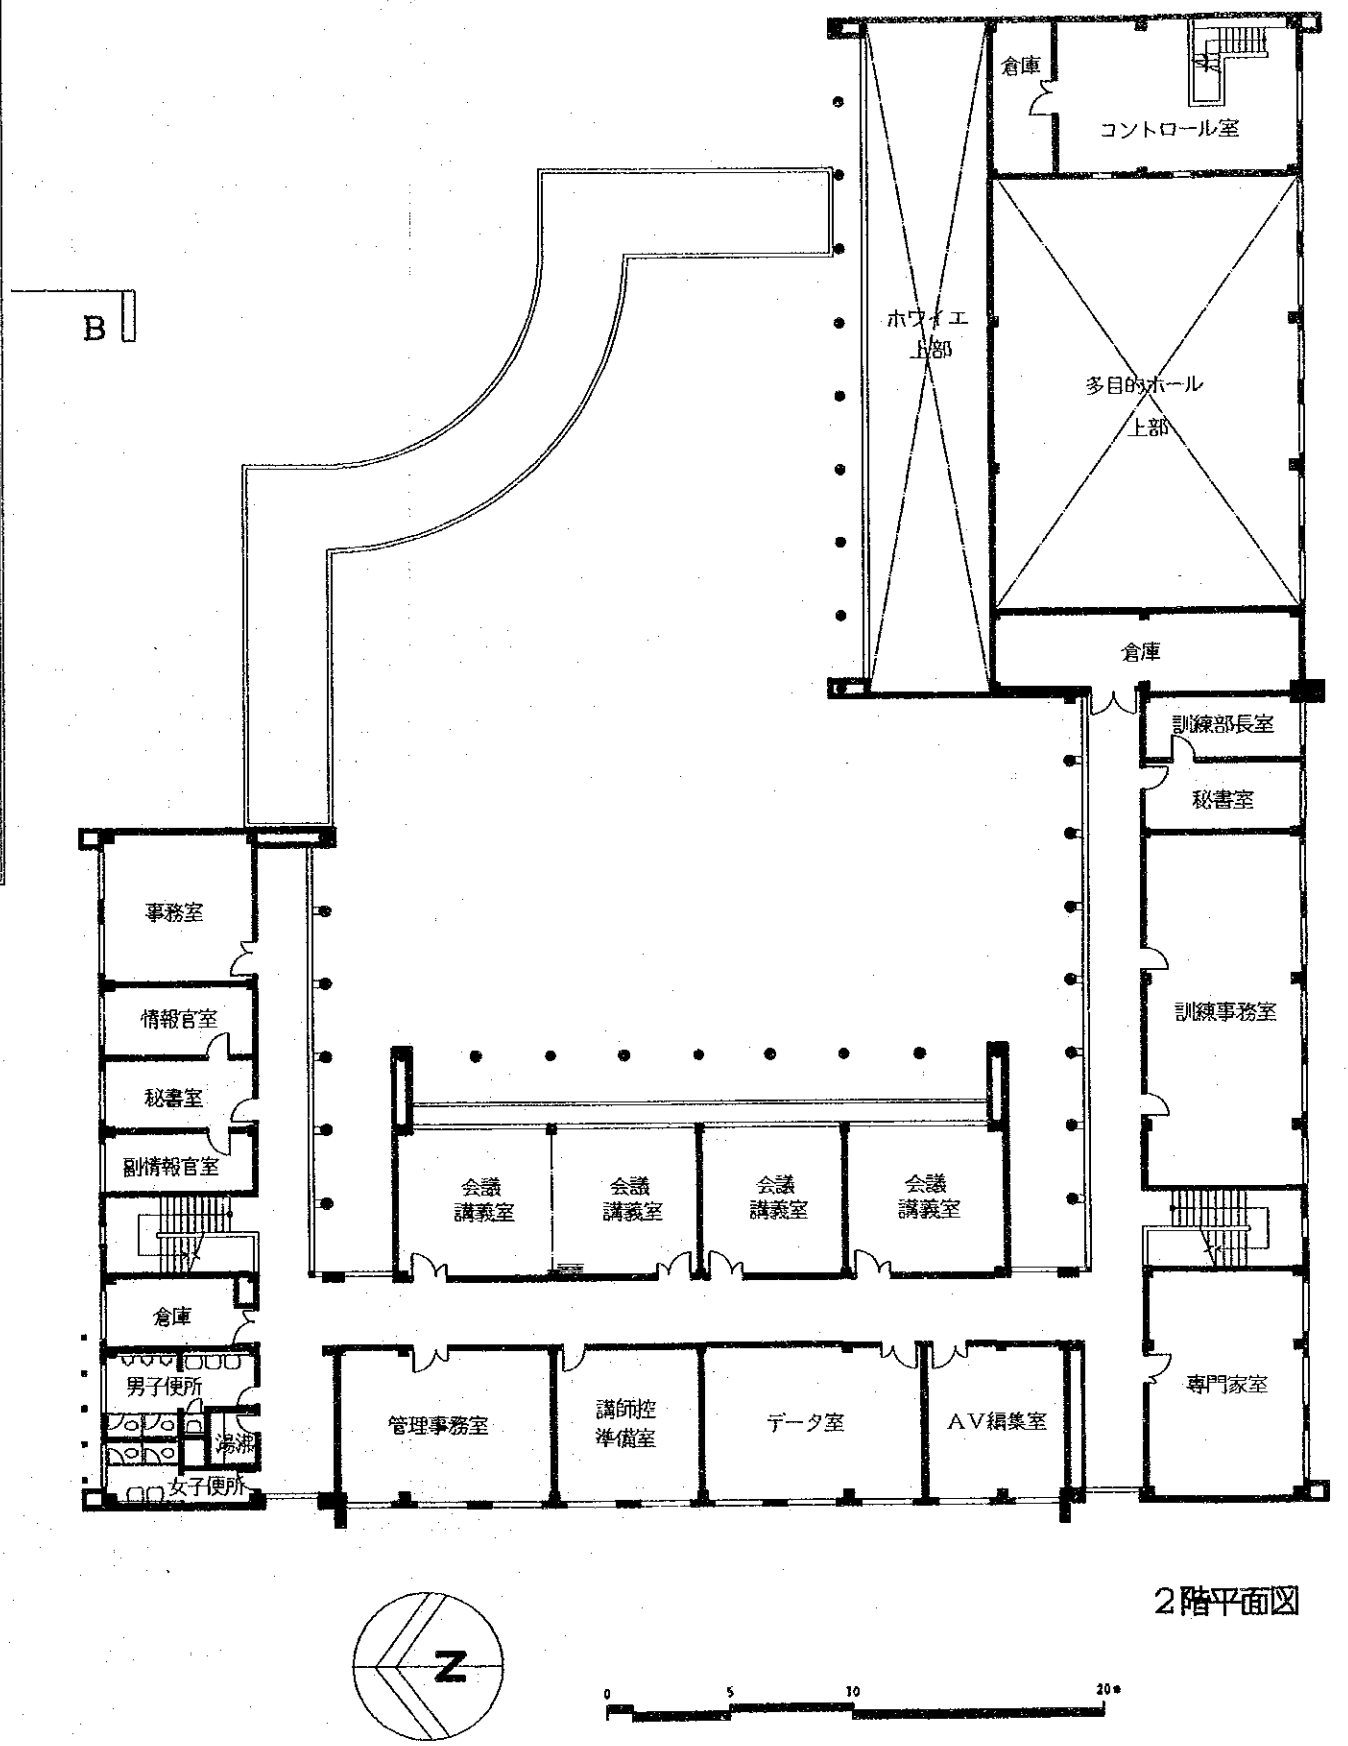 倉庫
コントロール室
B
ホワイエ
上部
多目的ホール
上部
倉庫
訓練部長室
秘書室
事務室
情報官室
訓練事務室
秘書室
副情報官室
会議
講義室
会議
講義室
会議
講義室
会議
講義室
倉庫
男子便所
専門家室
管理事務室
講師控
準備室
データ室
AV編集室
湯沸
女子便所
2階平面図
N
0 5 10 20m